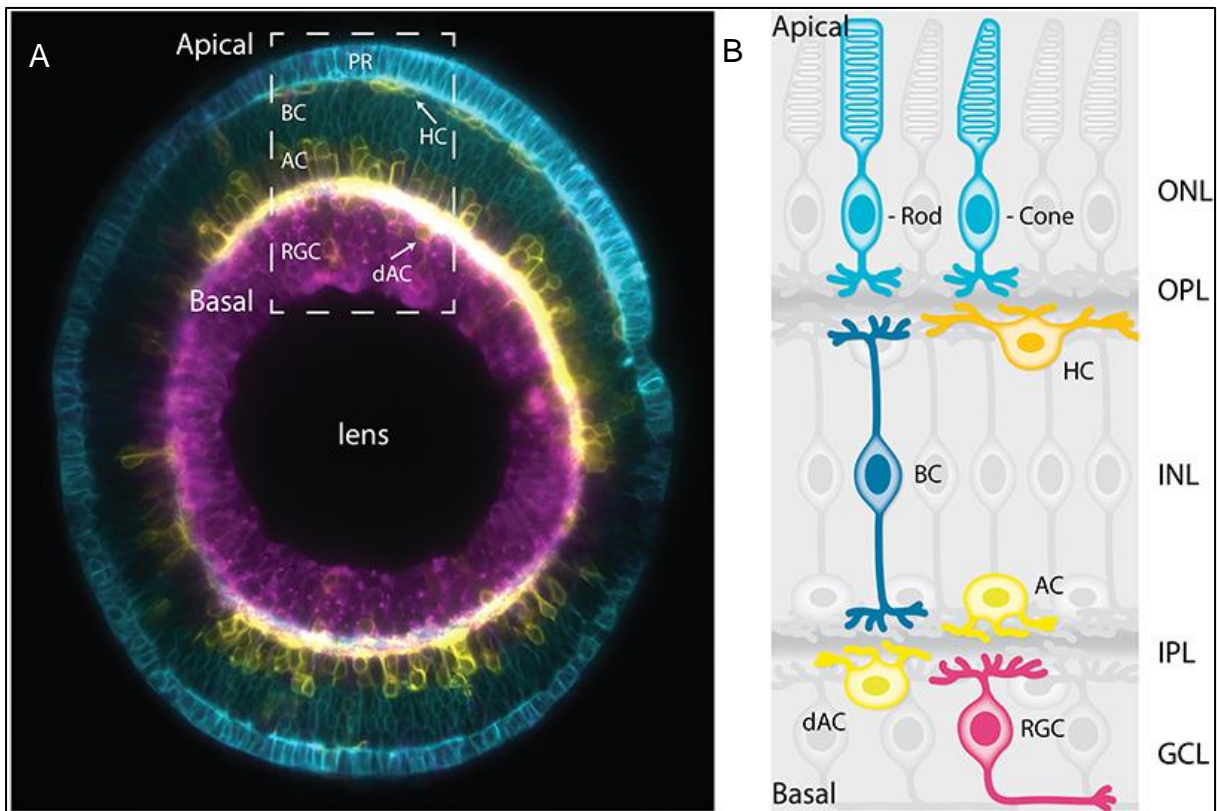 A
Apical
PR
BC
HC
AC
RGC
dAC
Basal
lens
B
Apical
- Rod
- Cone
ONL
OPL
HC
BC
INL
AC
IPL
dAC
RGC
GCL
Basal